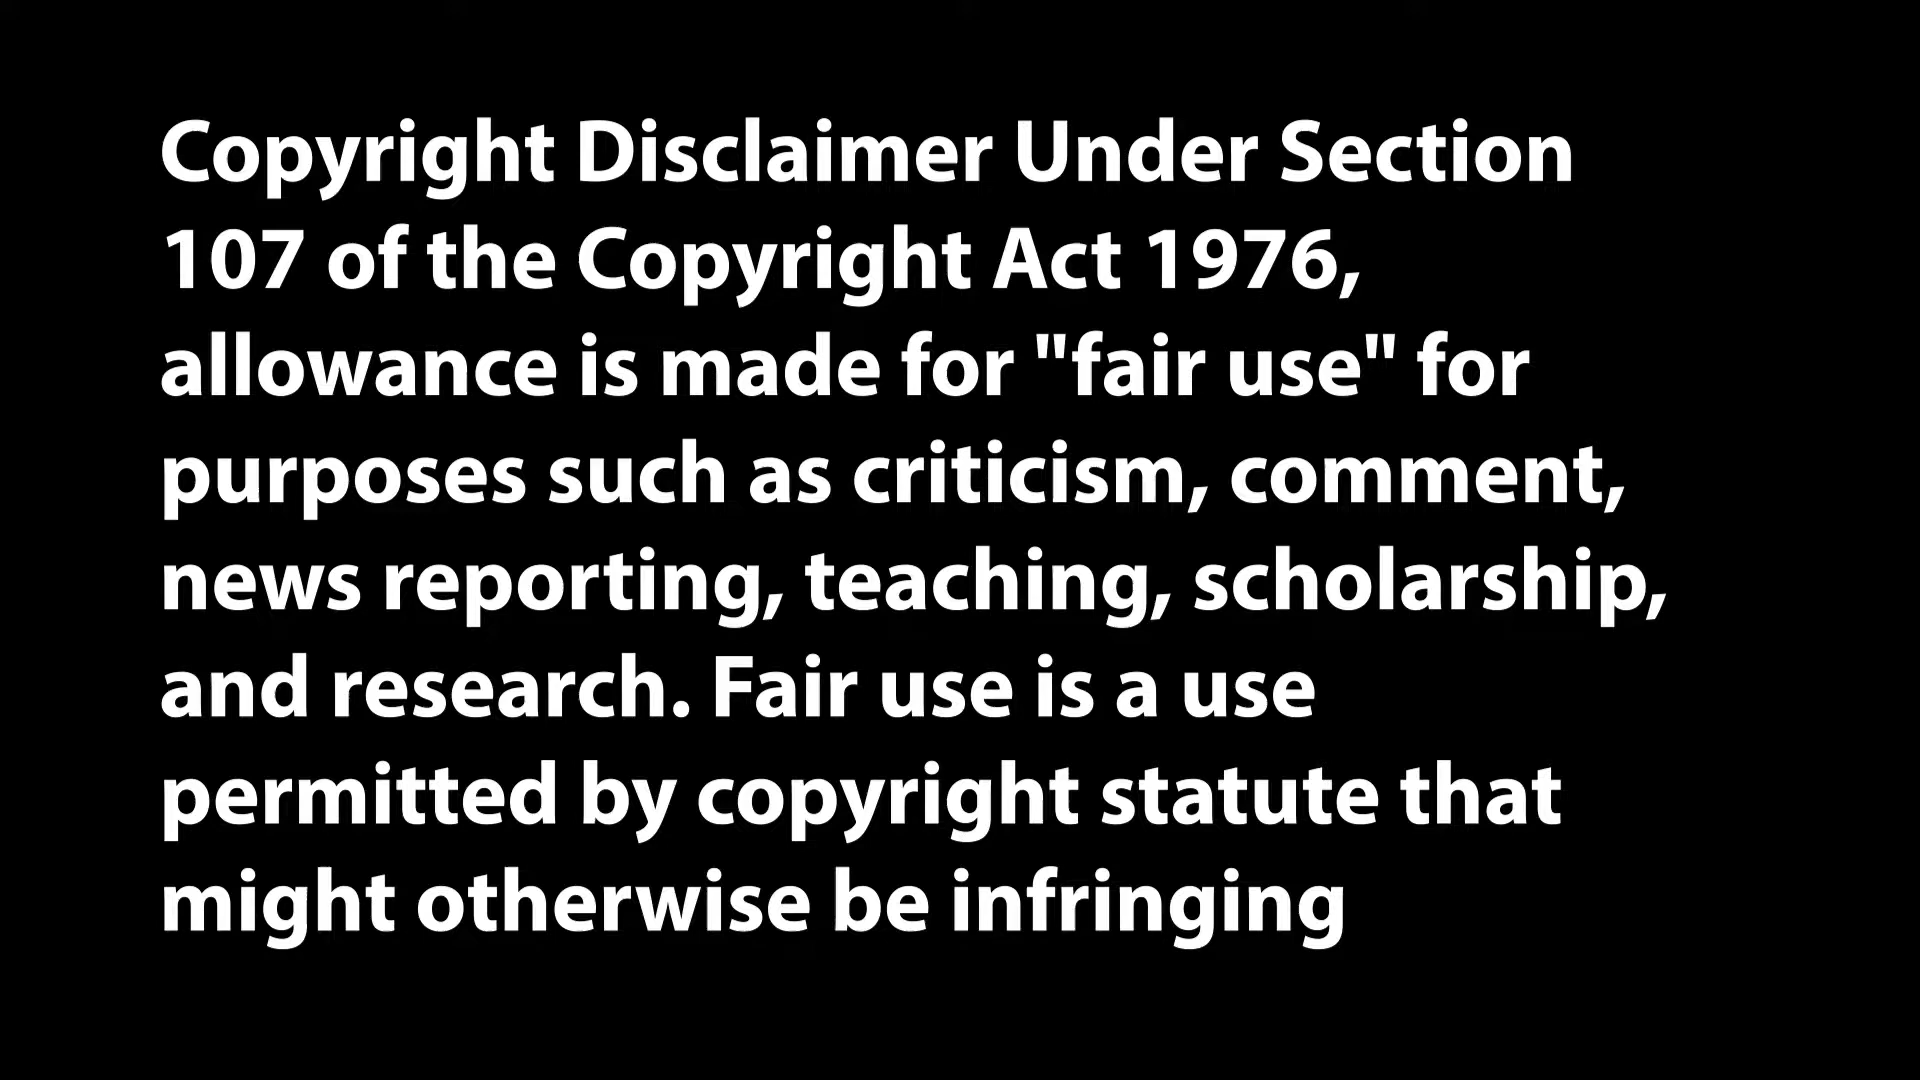 Copyright Disclaimer Under Section
107 of the Copyright Act 1976,
allowance is made for "fair use" for
purposes such as criticism, comment,
news reporting, teaching, scholarship,
and research. Fair use is a use
permitted by copyright statute that
might otherwise be infringing